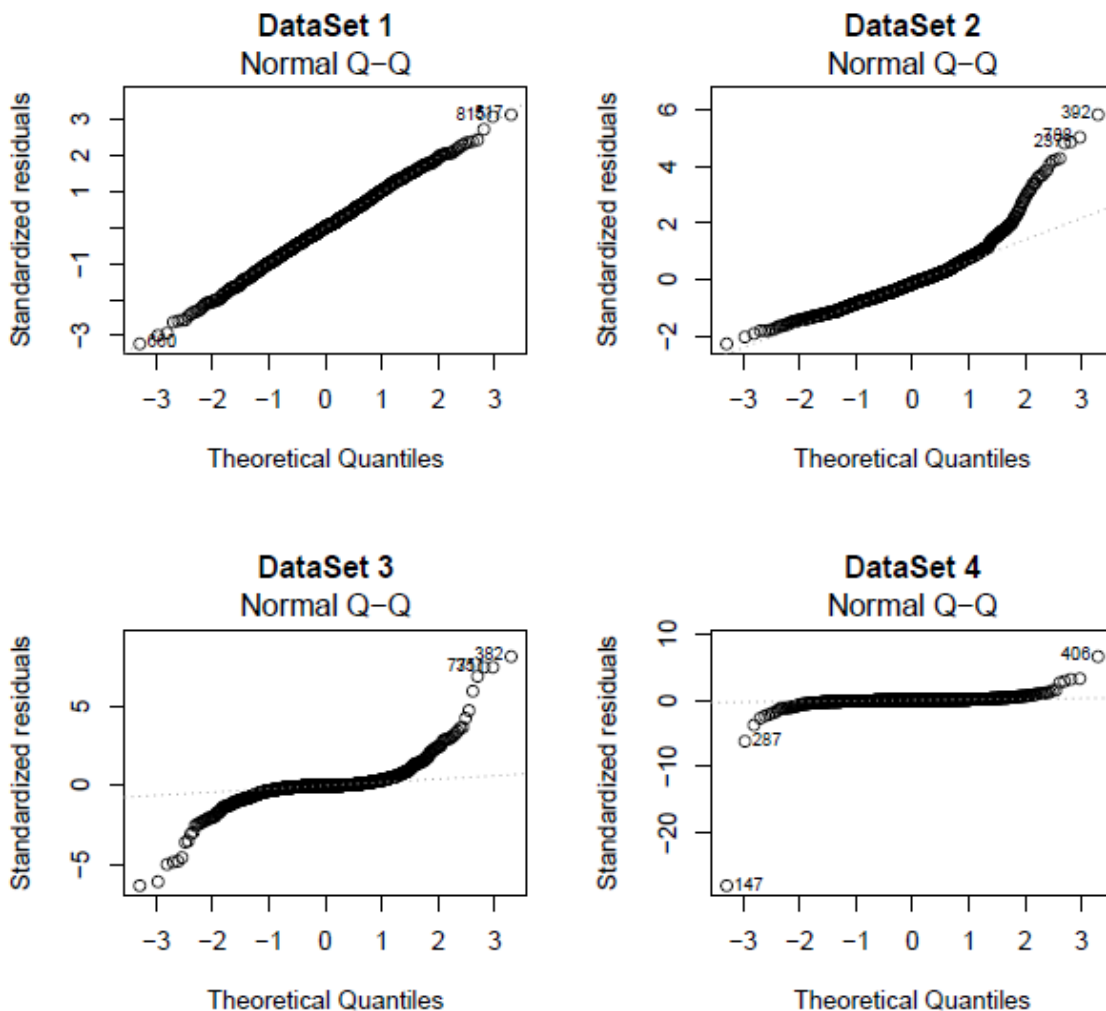 DataSet 1
Normal Q−Q
Standardized residuals
3
2
1
−1
−3
−3 −2 −1 0 1 2 3
Theoretical Quantiles
DataSet 2
Normal Q−Q
Standardized residuals
6
4
2
0
−2
392
−3 −2 −1 0 1 2 3
Theoretical Quantiles
DataSet 3
Normal Q−Q
Standardized residuals
5
0
−5
382
−3 −2 −1 0 1 2 3
Theoretical Quantiles
DataSet 4
Normal Q−Q
Standardized residuals
10
0
−10
−20
406
287
147
−3 −2 −1 0 1 2 3
Theoretical Quantiles